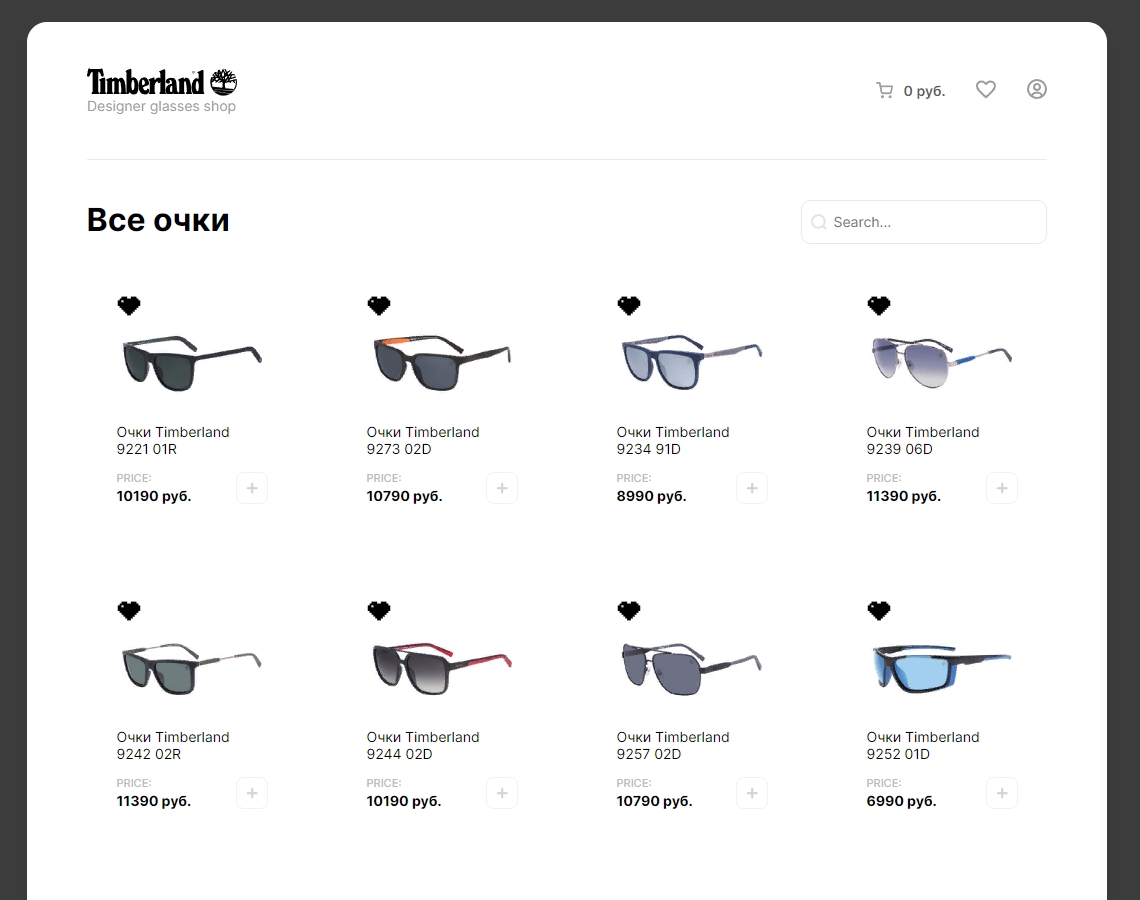 Timberland
Designer glasses shop
0 руб.
Все очки
Search...
Очки Timberland
9221 01R
PRICE:
10190 руб.
Очки Timberland
9273 02D
PRICE:
10790 руб.
Очки Timberland
9234 91D
PRICE:
8990 руб.
Очки Timberland
9239 06D
PRICE:
11390 руб.
Очки Timberland
9242 02R
PRICE:
11390 руб.
Очки Timberland
9244 02D
PRICE:
10190 руб.
Очки Timberland
9257 02D
PRICE:
10790 руб.
Очки Timberland
9252 01D
PRICE:
6990 руб.